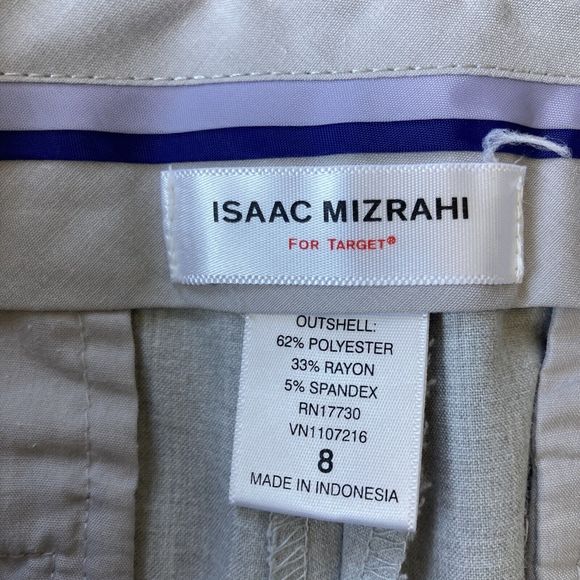 ISAAC MIZRAHI
FOR TARGET®
OUTSHELL:
62% POLYESTER
33% RAYON
5% SPANDEX
RN17730
VN1107216
8
MADE IN INDONESIA